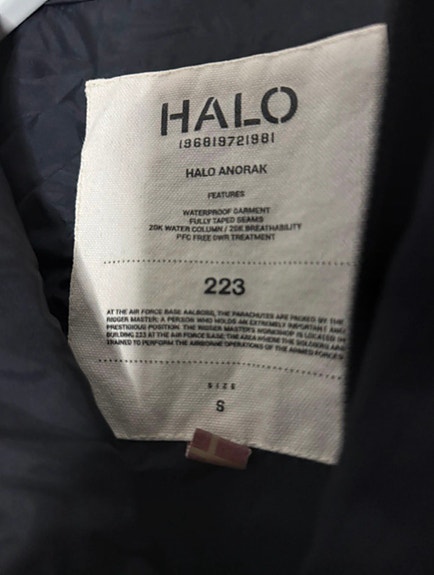 HALO
196819721981
HALO ANORAK
FEATURES
WATERPROOF GARMENT
FULLY TAPED SEAMS
20K WATER COLUMN / 20K BREATHABILITY
PFC FREE DWR TREATMENT
223
AT THE AIR FORCE BASE AALBORG, THE PARACHUTES ARE PACKED BY THE
RIGGER MASTER; A PERSON WHO HOLDS AN EXTREMELY IMPORTANT AND
PRESTIGIOUS POSITION. THE RIGGER MASTER'S WORKSHOP IS LOCATED IN
BUILDING 223 AT THE AIR FORCE BASE; THE AREA WHERE THE SOLDIERS ARE
TRAINED TO PERFORM THE AIRBORNE OPERATIONS OF THE ARMED FORCES
SIZE
S